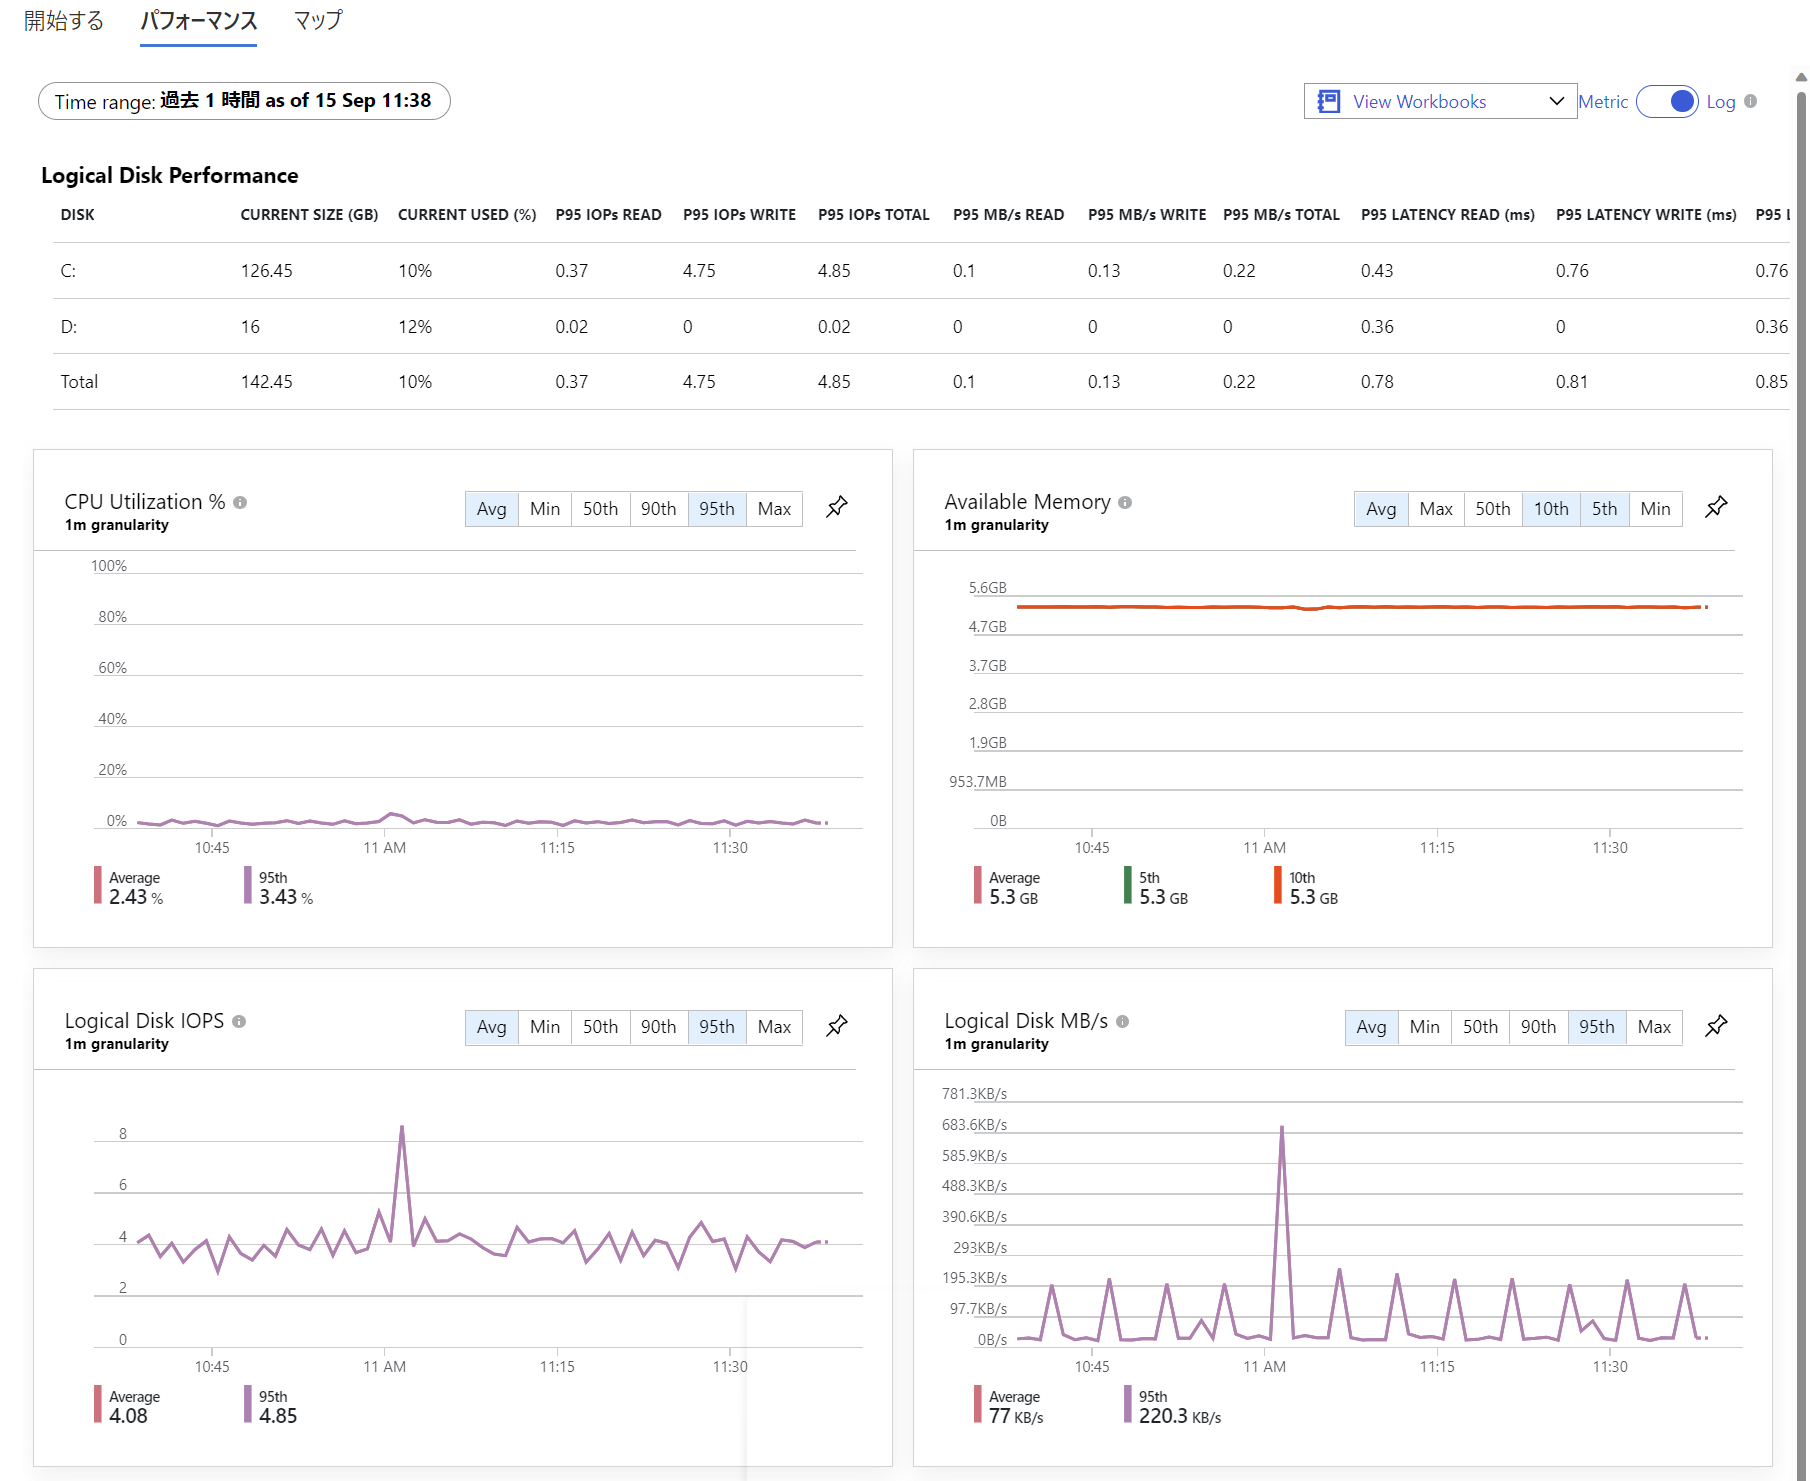 開始する パフォーマンス マップ
Time range: 過去 1 時間 as of 15 Sep 11:38
View Workbooks Metric Log
Logical Disk Performance
DISK CURRENT SIZE (GB) CURRENT USED (%) P95 IOPs READ P95 IOPs WRITE P95 IOPs TOTAL P95 MB/s READ P95 MB/s WRITE P95 MB/s TOTAL P95 LATENCY READ (ms) P95 LATENCY WRITE (ms) P95 L
C: 126.45 10% 0.37 4.75 4.85 0.1 0.13 0.22 0.43 0.76 0.76
D: 16 12% 0.02 0 0.02 0 0 0 0.36 0 0.36
Total 142.45 10% 0.37 4.75 4.85 0.1 0.13 0.22 0.78 0.81 0.85
CPU Utilization %
1m granularity
Avg Min 50th 90th 95th Max
100%
80%
60%
40%
20%
0%
10:45 11 AM 11:15 11:30
Average 95th
2.43 % 3.43 %
Available Memory
1m granularity
Avg Max 50th 10th 5th Min
5.6GB
4.7GB
3.7GB
2.8GB
1.9GB
953.7MB
0B
10:45 11 AM 11:15 11:30
Average 5th 10th
5.3 GB 5.3 GB 5.3 GB
Logical Disk IOPS
1m granularity
Avg Min 50th 90th 95th Max
8
6
4
2
0
10:45 11 AM 11:15 11:30
Average 95th
4.08 4.85
Logical Disk MB/s
1m granularity
Avg Min 50th 90th 95th Max
781.3KB/s
683.6KB/s
585.9KB/s
488.3KB/s
390.6KB/s
293KB/s
195.3KB/s
97.7KB/s
0B/s
10:45 11 AM 11:15 11:30
Average 95th
77 KB/s 220.3 KB/s